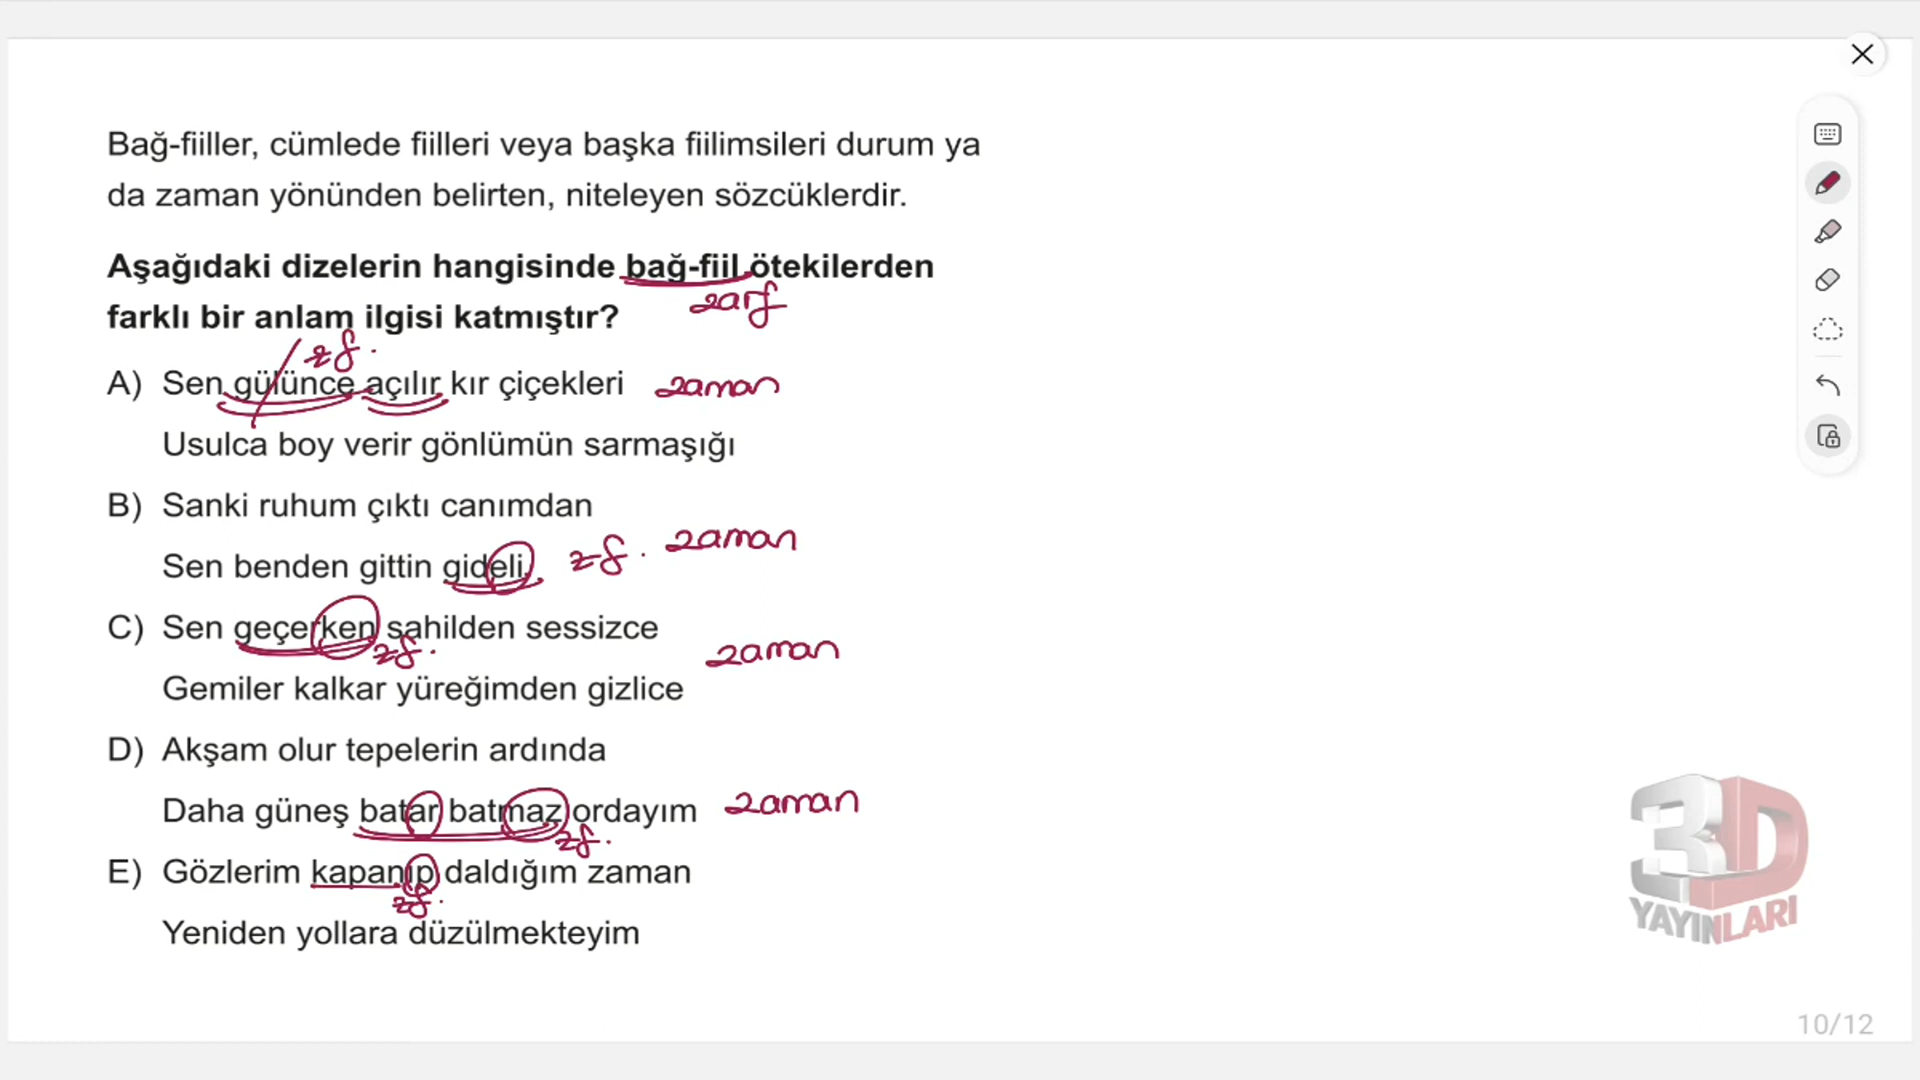 Bağ-fiiller, cümlede fiilleri veya başka fiilimsileri durum ya
da zaman yönünden belirten, niteleyen sözcüklerdir.
Aşağıdaki dizelerin hangisinde bağ-fiil ötekilerden
zarf
farklı bir anlam ilgisi katmıştır?
zf.
A) Sen gülünce açılır kır çiçekleri zaman
Usulca boy verir gönlümün sarmaşığı
B) Sanki ruhum çıktı canımdan
Sen benden gittin gideli zf. zaman
C) Sen geçerken sahilden sessizce
zf. zaman
Gemiler kalkar yüreğimden gizlice
D) Akşam olur tepelerin ardında
Daha güneş batar batmaz ordayım zaman
zf.
E) Gözlerim kapanıp daldığım zaman
zf.
Yeniden yollara düzülmekteyim
3D
YAYINLARI
10/12